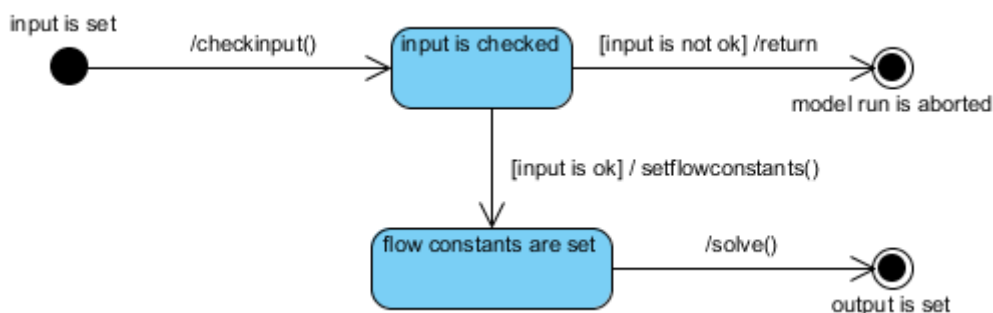 input is set
/checkinput()
input is checked
[input is not ok] /return
model run is aborted
[input is ok] / setflowconstants()
flow constants are set
/solve()
output is set